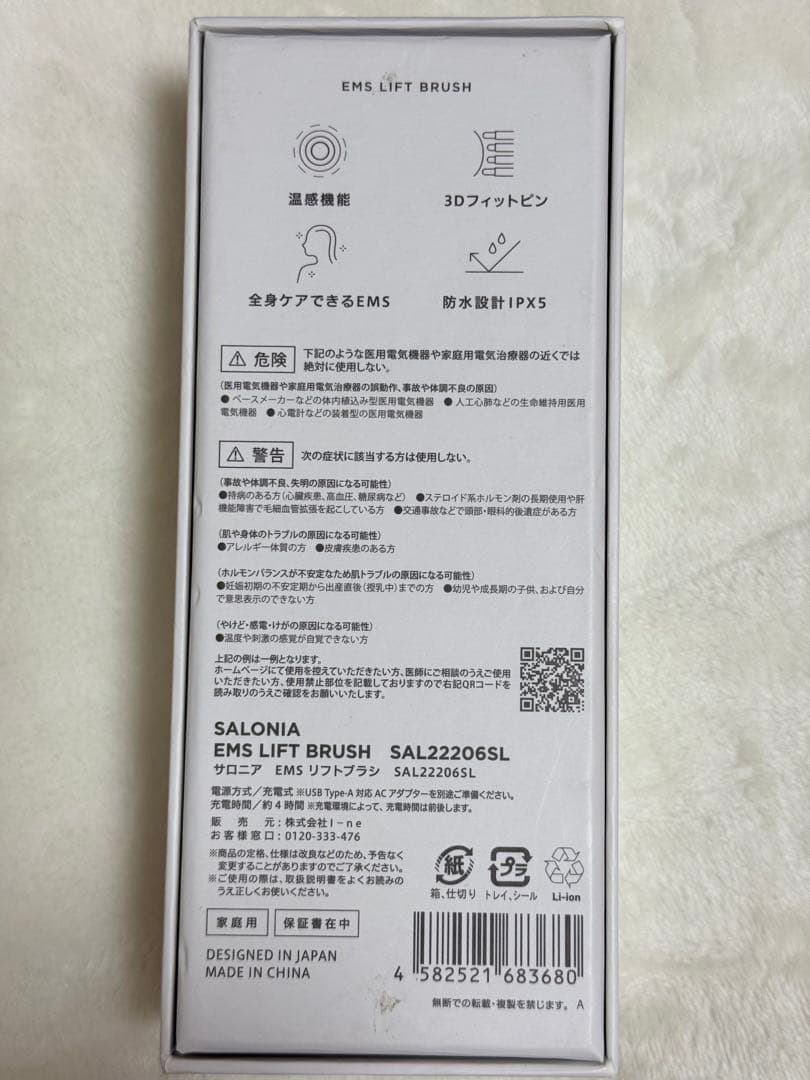 EMS LIFT BRUSH
温感機能
3Dフィットピン
全身ケアできるEMS
防水設計IPX5
危険
下記のような医用電気機器や家庭用電気治療器の近くでは
絶対に使用しない。
(医用電気機器や家庭用電気治療器の誤動作、事故や体調不良の原因)
●ペースメーカーなどの体内植込み型医用電気機器 ●人工心肺などの生命維持用医用
電気機器 ●心電計などの装着型の医用電気機器
警告
次の症状に該当する方は使用しない。
(事故や体調不良、失明の原因になる可能性)
●持病のある方(心臓疾患、高血圧、糖尿病など) ●ステロイド系ホルモン剤の長期使用や肝
機能障害で毛細血管拡張を起こしている方 ●交通事故などで頭部・眼科的後遺症がある方
(肌や身体のトラブルの原因になる可能性)
●アレルギー体質の方 ●皮膚疾患のある方
(ホルモンバランスが不安定なため肌トラブルの原因になる可能性)
●妊娠初期の不安定期から出産直後(授乳中)までの方 ●幼児や成長期の子供、および自分
で意思表示のできない方
(やけど・感電・けがの原因になる可能性)
●温度や刺激の感覚が自覚できない方
上記の例は一例となります。
ホームページにて使用を控えていただきたい方、医師にご相談のうえご使用
いただきたい方、使用禁止部位を記載しておりますので右記QRコードを
読み取りのうえご確認をお願いいたします。
SALONIA
EMS LIFT BRUSH SAL22206SL
サロニア EMS リフトブラシ SAL22206SL
電源方式/充電式 ※USB Type-A 対応 AC アダプターを別途ご準備ください。
充電時間/約4時間 ※充電環境によって、充電時間は前後します。
販売元:株式会社I-ne
お客様窓口:0120-333-476
※商品の定格、仕様は改良などのため、予告なく
変更することがありますのでご了承ください。
※ご使用の際は、取扱説明書をよくお読みの
うえ正しくお使いください。
紙
箱、仕切り
プラ
トレイ、シール
Li-ion
家庭用
保証書在中
DESIGNED IN JAPAN
MADE IN CHINA
4 582521 683680
無断での転載・複製を禁じます。 A